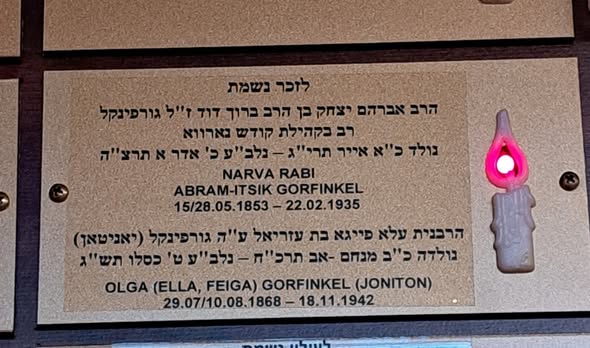 לזכר נשמת
הרב אברהם יצחק בן הרב ברוך דוד ז"ל גורפינקל
רב בקהילת קודש נארווא
נולד כ"א אייר תרי"ג – נלב"ע כ' אדר א תרצ"ה
NARVA RABI
ABRAM-ITSIK GORFINKEL
15/28.05.1853 – 22.02.1935
הרבנית עלא פייגא בת עזריאל ע"ה גורפינקל (יאניטאן)
נולדה כ"ב מנחם -אב תרכ"ח – נלב"ע ט' כסלו תש"ג
OLGA (ELLA, FEIGA) GORFINKEL (JONITON)
29.07/10.08.1868 – 18.11.1942
לעילוי נשמת